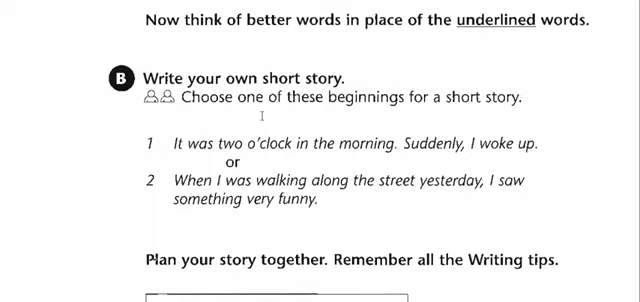 Now think of better words in place of the underlined words.
B Write your own short story.
Choose one of these beginnings for a short story.
1 It was two o'clock in the morning. Suddenly, I woke up.
or
2 When I was walking along the street yesterday, I saw
something very funny.
Plan your story together. Remember all the Writing tips.